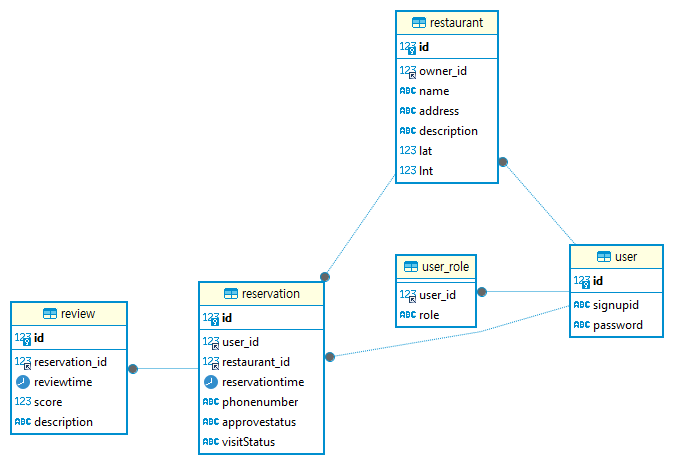 restaurant
123 id
123 owner_id
ABC name
ABC address
ABC description
123 lat
123 lnt
user
123 id
ABC signupid
ABC password
user_role
123 user_id
ABC role
reservation
123 id
123 user_id
123 restaurant_id
reservationtime
ABC phonenumber
ABC approvestatus
ABC visitStatus
review
123 id
123 reservation_id
reviewtime
123 score
ABC description